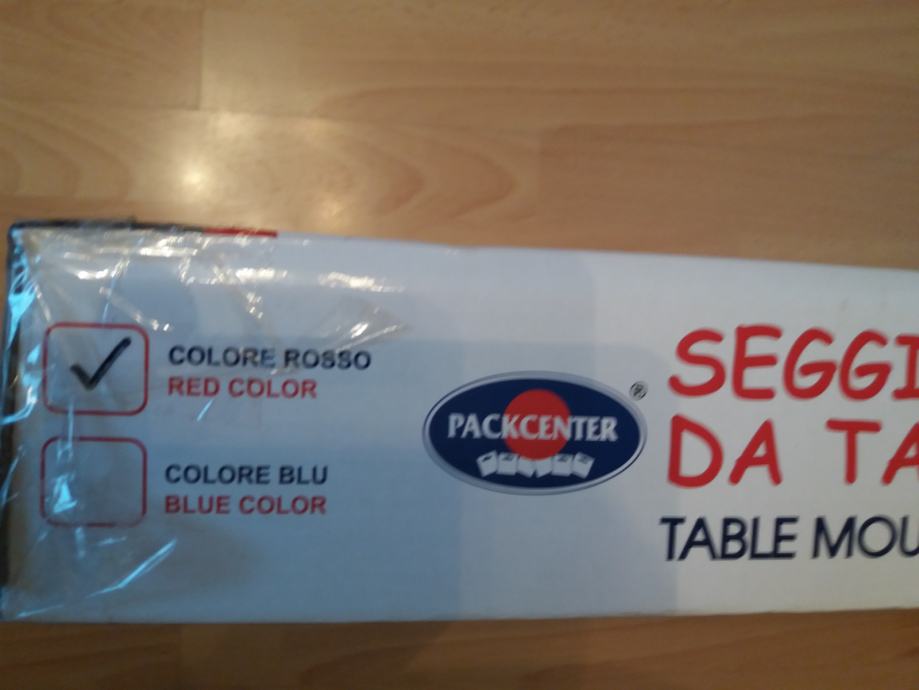 COLORE ROSSO
RED COLOR
COLORE BLU
BLUE COLOR
PACKCENTER
®
SEGGI
DA TA
TABLE MOU